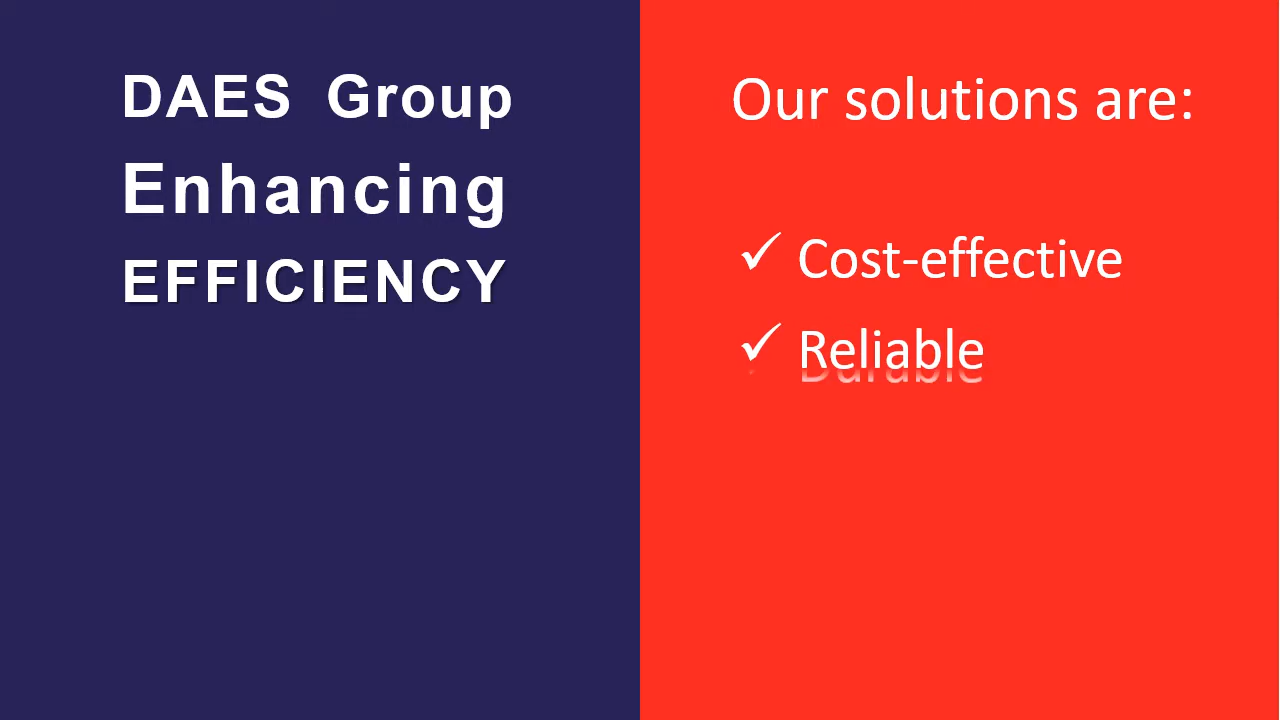 DAES Group
Enhancing
EFFICIENCY
Our solutions are:
✓ Cost-effective
✓ Reliable